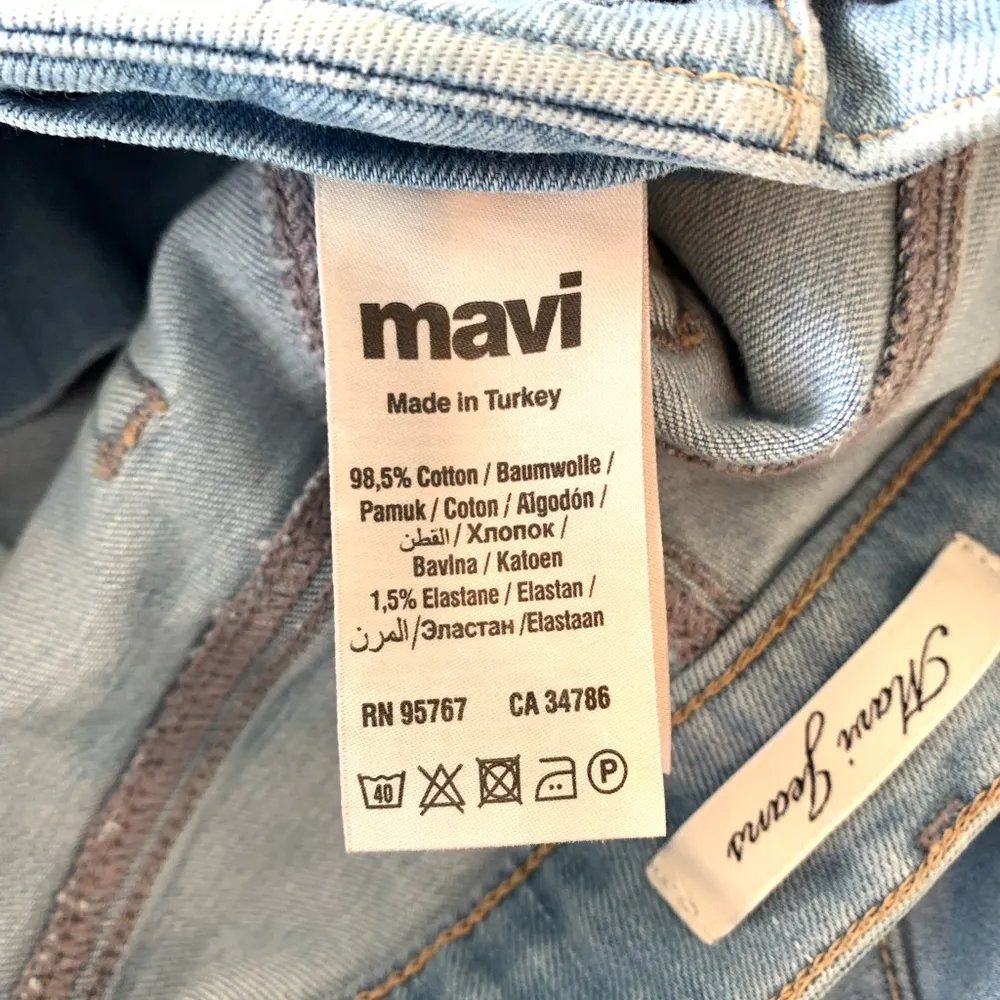 mavi
Made in Turkey
98,5% Cotton / Baumwolle /
Pamuk / Coton / Algodón /
القطن / Хлопок /
Bavlna / Katoen
1,5% Elastane / Elastan /
المرن/Эластан /Elastaan
RN 95767 CA 34786
40 P
Mavi Jeans